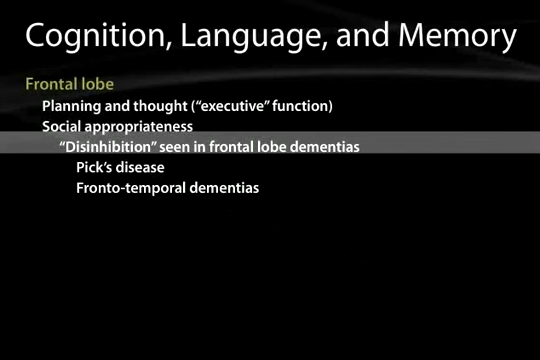 Cognition, Language, and Memory
Frontal lobe
Planning and thought (“executive” function)
Social appropriateness
“Disinhibition” seen in frontal lobe dementias
Pick’s disease
Fronto-temporal dementias